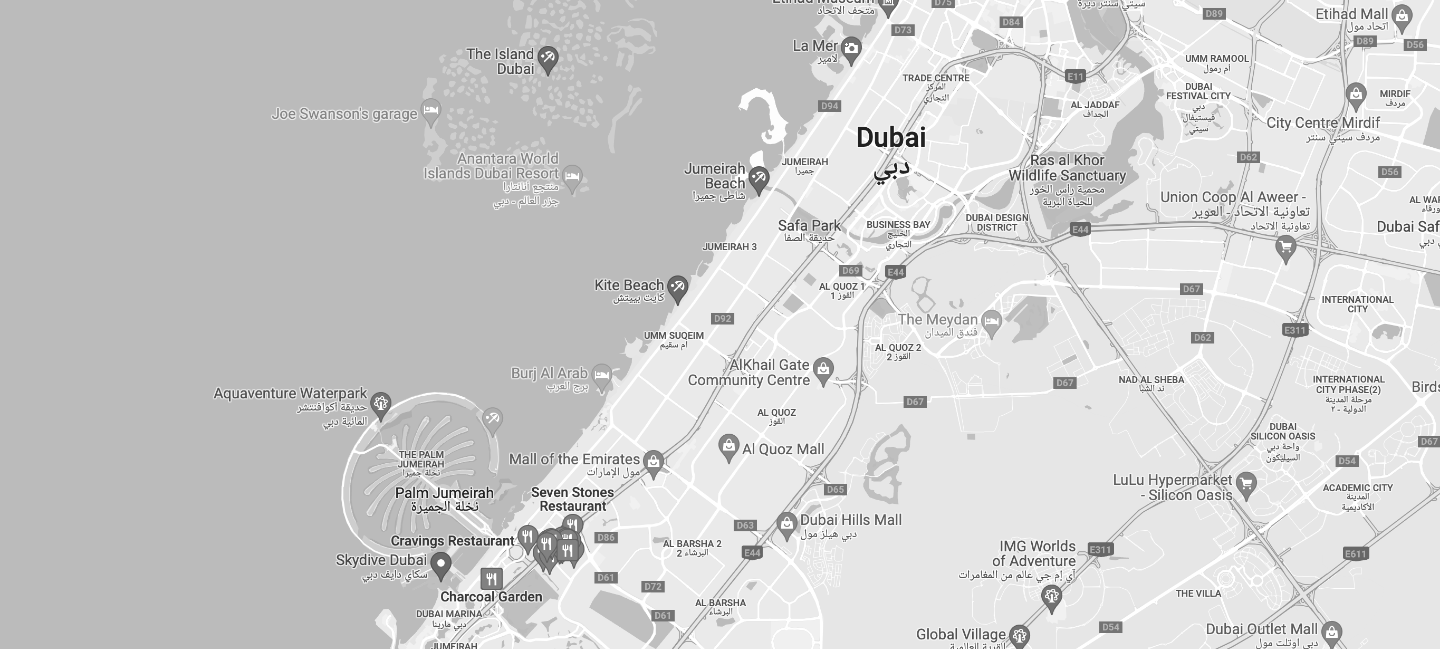 Etihad Museum
متحف الاتحاد
D75
سيتي سنتر ديرة
D84
D89
Etihad Mall
اتحاد مول
D73
D89
D56
La Mer
لامير
The Island
Dubai
UMM RAMOOL
ام رمول
TRADE CENTRE
المركز
التجاري
E11
DUBAI
FESTIVAL CITY
دبي
فيستيفال
سيتي
MIRDIF
مردف
D94
AL JADDAF
الجداف
Joe Swanson's garage
City Centre Mirdif
مردف سيتي سنتر
Dubai
دبي
D62
Anantara World
Islands Dubai Resort
منتجع أنانتارا
جزر العالم - دبي
JUMEIRAH
جميرا
Ras al Khor
Wildlife Sanctuary
محمية رأس الخور
للحياة البرية
Jumeirah
Beach
شاطئ جميرا
D56
Union Coop Al Aweer -
تعاونية الاتحاد - العوير
تعاونية الاتحاد
Safa Park
حديقة الصفا
BUSINESS BAY
الخليج
التجاري
DUBAI DESIGN
DISTRICT
E44
Dubai Saf
JUMEIRAH 3
D69
E44
Kite Beach
كايت بييتش
AL QUOZ 1
القوز 1
D67
INTERNATIONAL
CITY
D92
The Meydan
فندق الميدان
E311
UMM SUQEIM
ام سقيم
D62
AL QUOZ 2
القوز 2
AlKhail Gate
Community Centre
Burj Al Arab
برج العرب
D67
NAD AL SHEBA
ند الشبا
INTERNATIONAL
CITY PHASE(2)
مرحلة المدينة
الدولية - ٢
Birds
Aquaventure Waterpark
حديقة اكوافنتشر
المائية دبي
D67
AL QUOZ
القوز
DUBAI
SILICON OASIS
واحة دبي
السيليكون
D67
Al Quoz Mall
THE PALM
JUMEIRAH
نخلة جميرا
Mall of the Emirates
مول الإمارات
D54
LuLu Hypermarket
- Silicon Oasis
ACADEMIC CITY
المدينة
الأكاديمية
Palm Jumeirah
نخلة الجميرة
Seven Stones
Restaurant
D65
D63
Dubai Hills Mall
دبي هيلز مول
Cravings Restaurant
D86
AL BARSHA 2
البرشاء 2
E44
IMG Worlds
of Adventure
آي إم جي عالم من المغامرات
E311
E611
Skydive Dubai
سكاي دايف دبي
D61
D72
Charcoal Garden
THE VILLA
DUBAI MARINA
دبي مارينا
AL BARSHA
البرشاء
D61
D54
Global Village
القرية العالمية
Dubai Outlet Mall
دبي اوتلت مول
JUMEIRAH